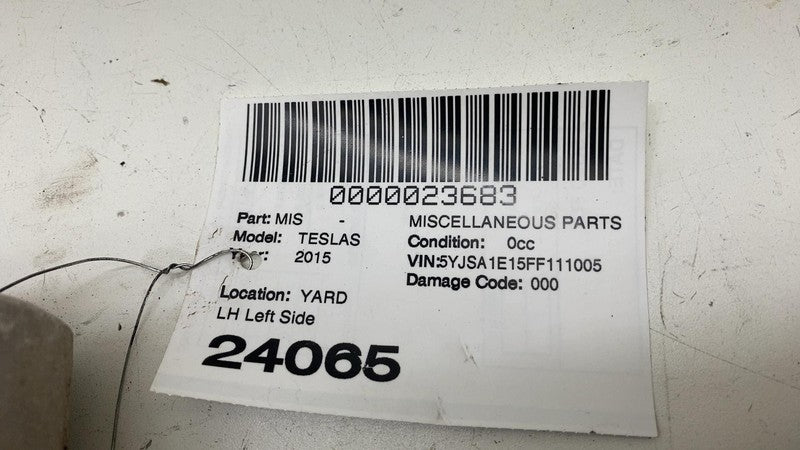 0000023683
Part: MIS - MISCELLANEOUS PARTS
Model: TESLAS Condition: 0cc
2015 VIN:5YJSA1E15FF111005
Damage Code: 000
Location: YARD
LH Left Side
24065